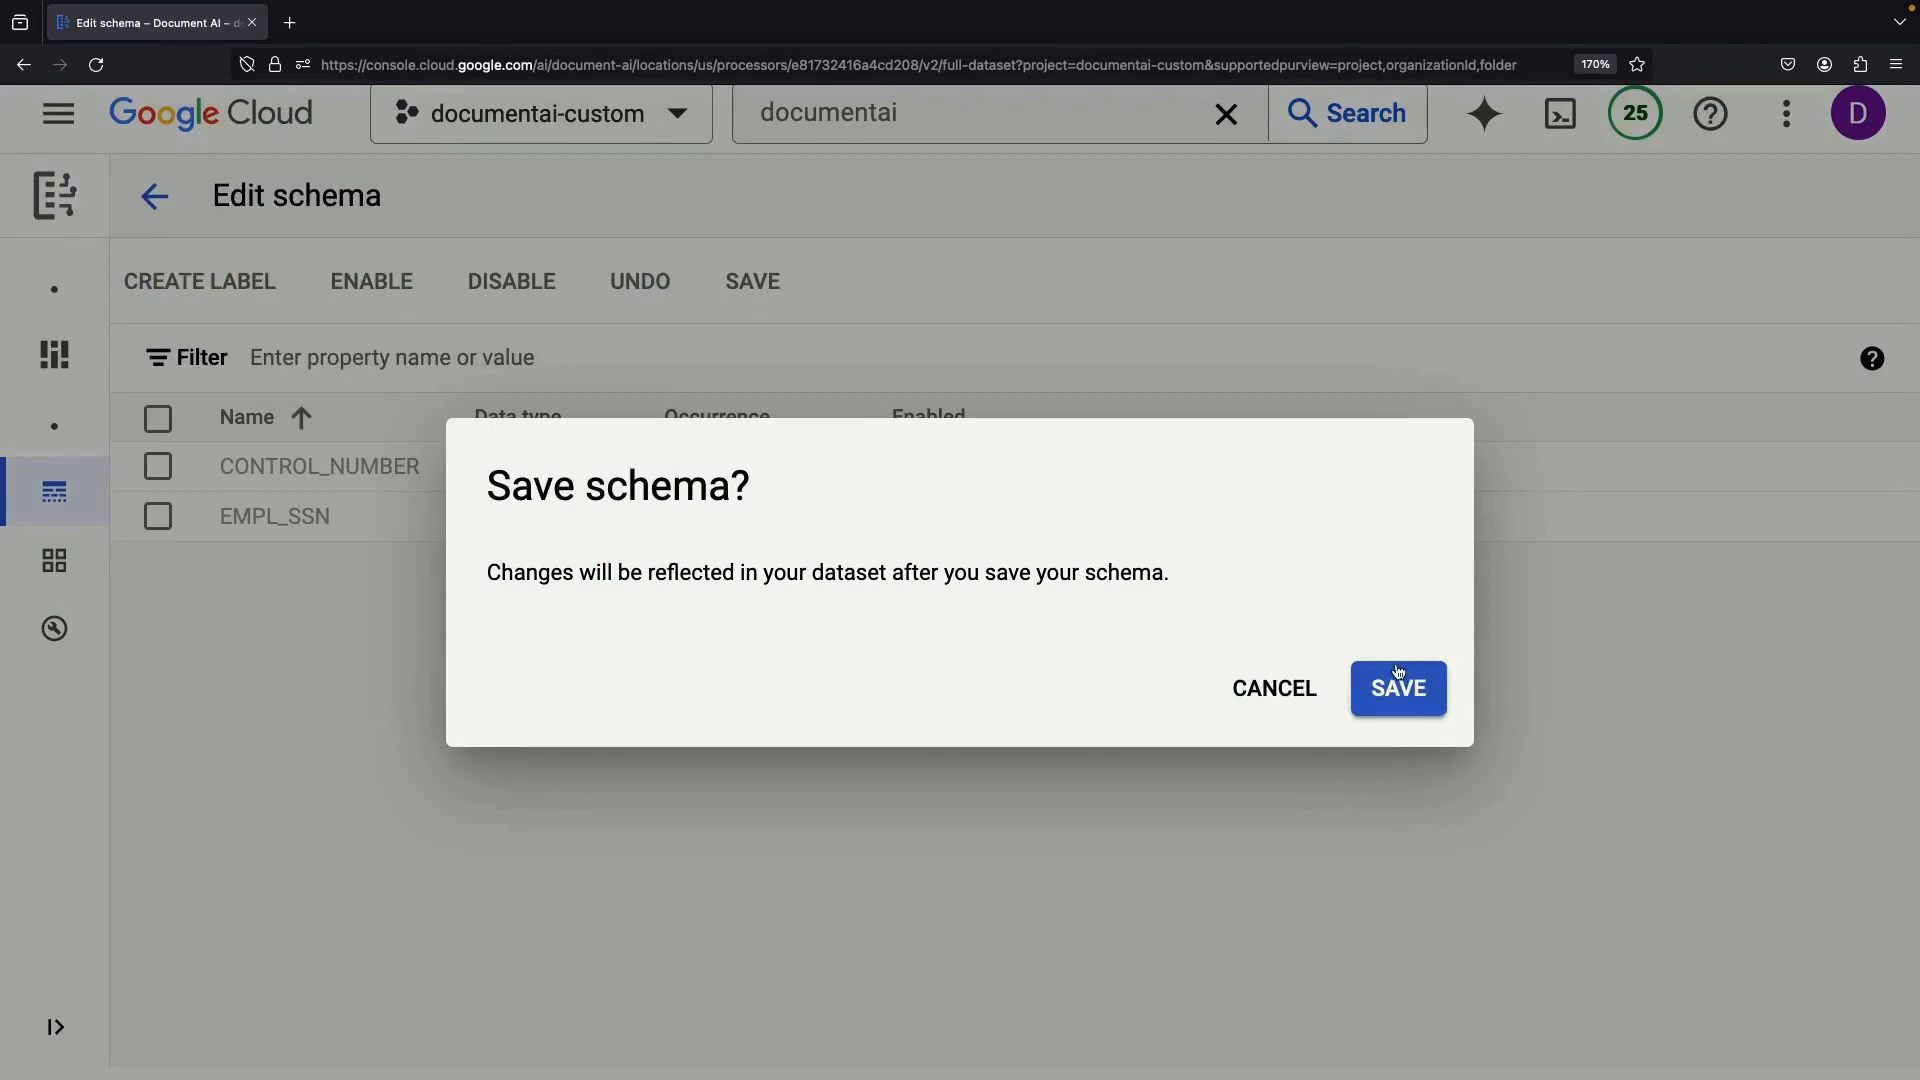 Edit schema – Document AI – d
https://console.cloud.google.com/ai/document-ai/locations/us/processors/e81732416a4cd208/v2/full-dataset?project=documentai-custom&supportedpurview=project,organizationId,folder
170%
Google Cloud
documentai-custom
documentai
Search
25
D
Edit schema
CREATE LABEL
ENABLE
DISABLE
UNDO
SAVE
Filter
Enter property name or value
Name
Data type
Occurrence
Enabled
CONTROL_NUMBER
EMPL_SSN
Save schema?
Changes will be reflected in your dataset after you save your schema.
CANCEL
SAVE